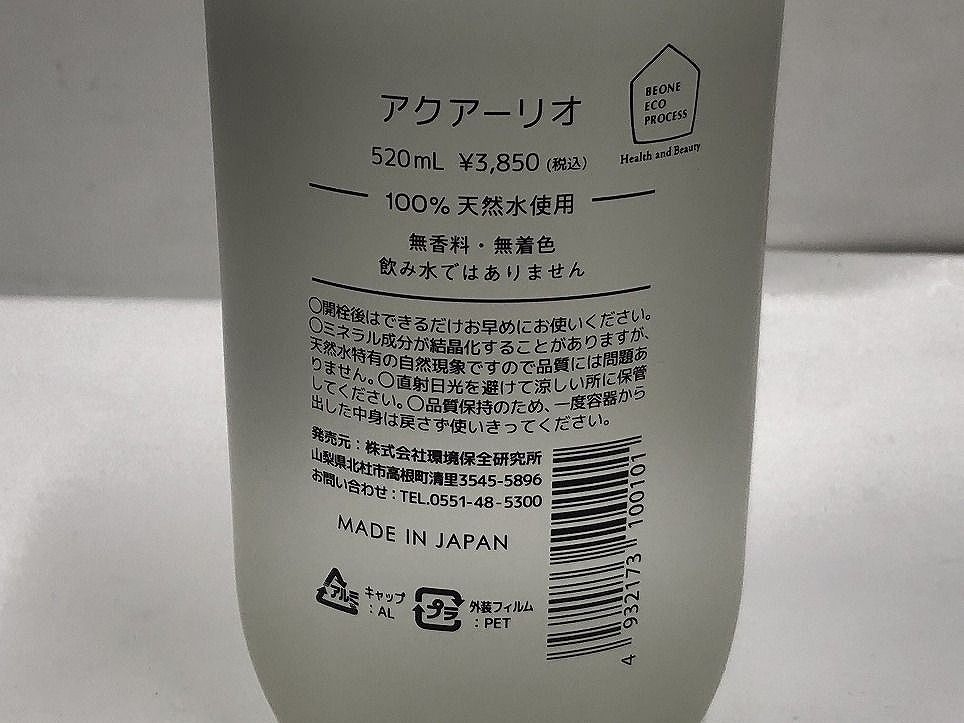 BEONE
ECO
PROCESS
Health and Beauty
アクアーリオ
520mL ¥3,850 (税込)
100% 天然水使用
無香料・無着色
飲み水ではありません
○開栓後はできるだけお早めにお使いください。
○ミネラル成分が結晶化することがありますが、
天然水特有の自然現象ですので品質には問題あ
りません。○直射日光を避けて涼しい所に保管
してください。○品質保持のため、一度容器から
出した中身は戻さず使いきってください。
発売元：株式会社環境保全研究所
山梨県北杜市高根町清里3545-5896
お問い合わせ：TEL.0551-48-5300
MADE IN JAPAN
アルミ
キャップ
：AL
プラ
外装フィルム
：PET
4 932173 100101